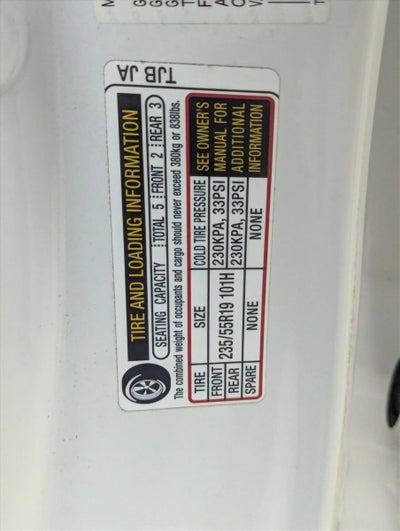 TJB JA
TIRE AND LOADING INFORMATION
SEATING CAPACITY TOTAL 5 FRONT 2 REAR 3
The combined weight of occupants and cargo should never exceed 380kg or 838lbs.
TIRE SIZE COLD TIRE PRESSURE SEE OWNER'S MANUAL FOR ADDITIONAL INFORMATION
FRONT 235/55R19 101H 230KPA, 33PSI
REAR 230KPA, 33PSI
SPARE NONE NONE